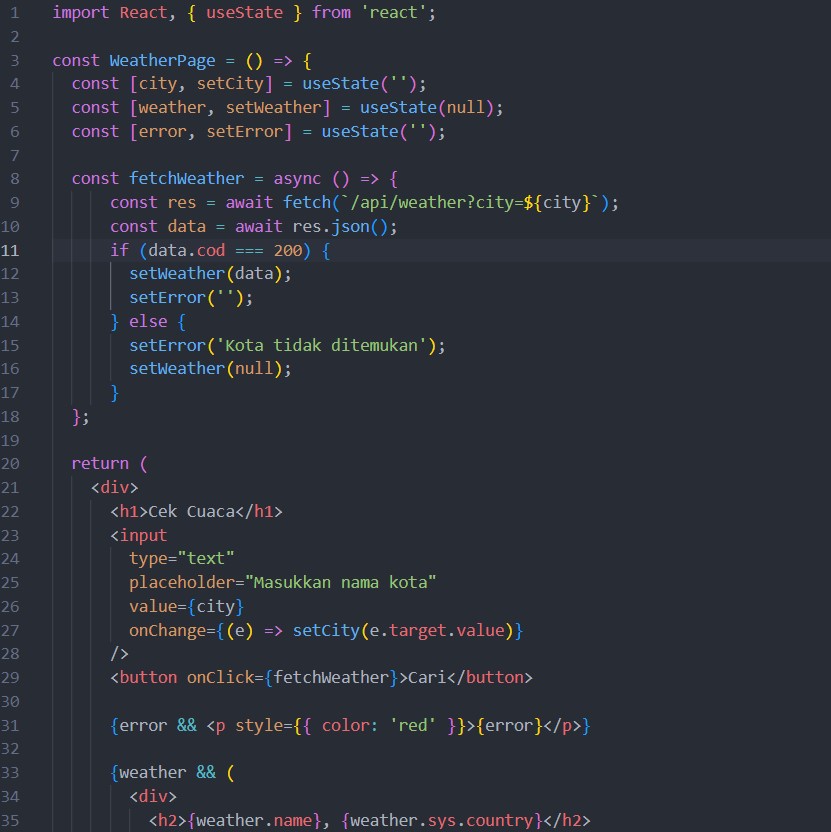 1 import React, { useState } from 'react';
2
3 const WeatherPage = () => {
4   const [city, setCity] = useState('');
5   const [weather, setWeather] = useState(null);
6   const [error, setError] = useState('');
7
8   const fetchWeather = async () => {
9       const res = await fetch(`/api/weather?city=${city}`);
10       const data = await res.json();
11       if (data.cod === 200) {
12         setWeather(data);
13         setError('');
14       } else {
15         setError('Kota tidak ditemukan');
16         setWeather(null);
17       }
18   };
19
20   return (
21     <div>
22       <h1>Cek Cuaca</h1>
23       <input
24         type="text"
25         placeholder="Masukkan nama kota"
26         value={city}
27         onChange={(e) => setCity(e.target.value)}
28       />
29       <button onClick={fetchWeather}>Cari</button>
30
31       {error && <p style={{ color: 'red' }}>{error}</p>}
32
33       {weather && (
34         <div>
35           <h2>{weather.name}, {weather.sys.country}</h2>